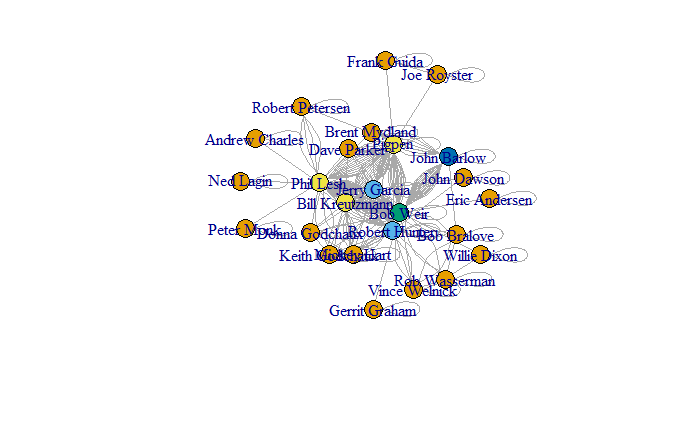 Frank Guida
Joe Royster
Robert Petersen
Brent Mydland
Andrew Charles
Pigpen
Dave Parker
John Barlow
John Dawson
Ned Lagin
Phil Lesh
Jerry Garcia
Eric Andersen
Bill Kreutzmann
Bob Weir
Peter Monk
Donna Godchaux
Robert Hunter
Bob Bralove
Keith Godchaux
Mickey Hart
Willie Dixon
Rob Wasserman
Vince Welnick
Gerrit Graham